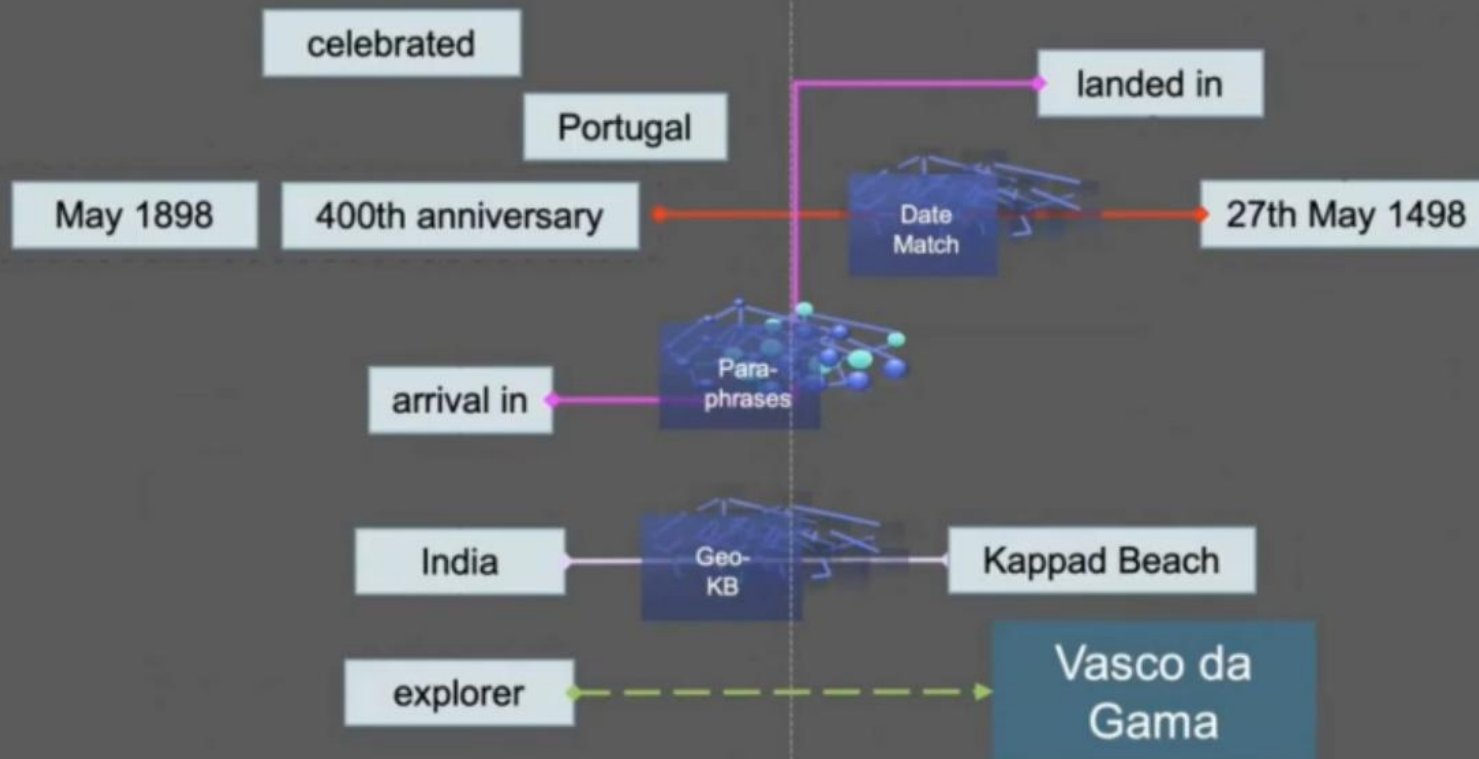 celebrated
landed in
Portugal
May 1898
400th anniversary
Date
Match
27th May 1498
Para-
phrases
arrival in
India
Geo-
KB
Kappad Beach
explorer
Vasco da
Gama